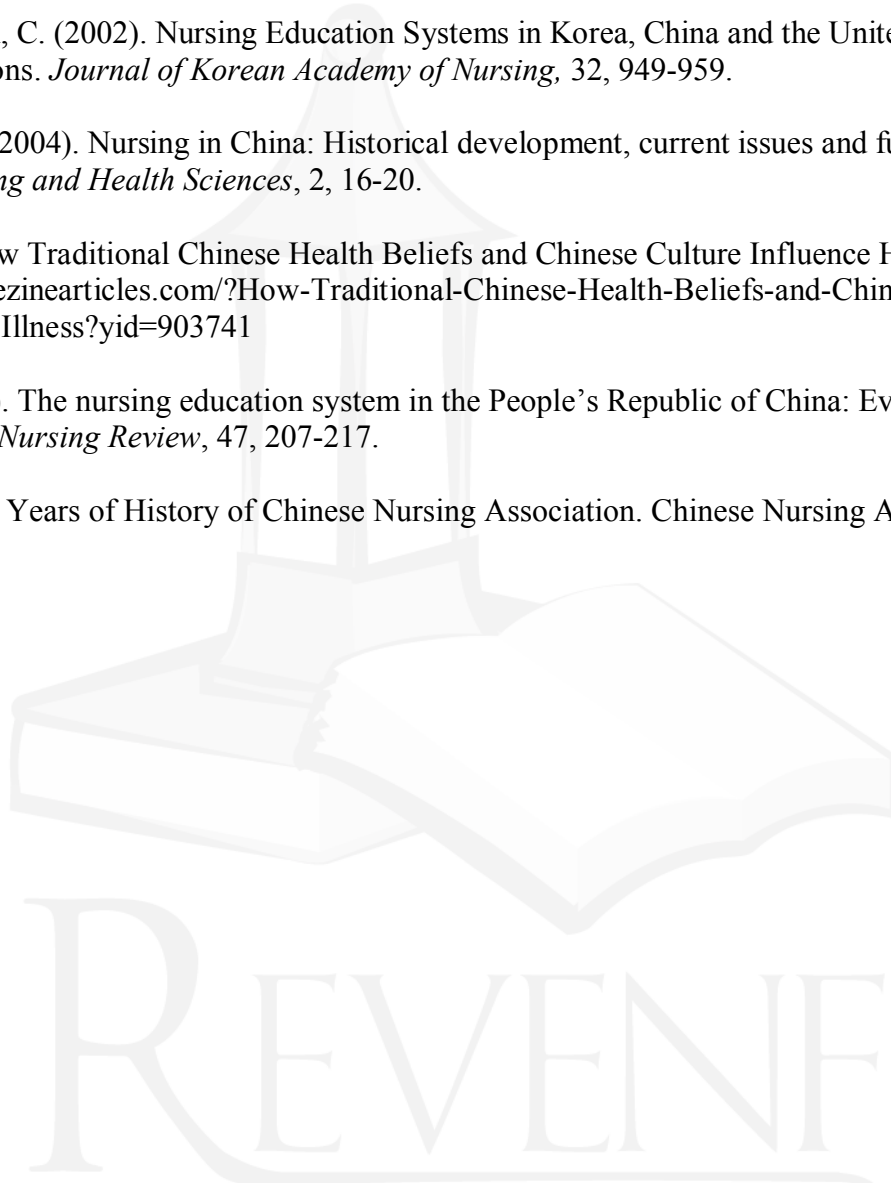 , C. (2002). Nursing Education Systems in Korea, China and the Unite
ons. Journal of Korean Academy of Nursing, 32, 949-959.
2004). Nursing in China: Historical development, current issues and fu
ng and Health Sciences, 2, 16-20.
w Traditional Chinese Health Beliefs and Chinese Culture Influence H
ezinearticles.com/?How-Traditional-Chinese-Health-Beliefs-and-Chin
Illness?yid=903741
). The nursing education system in the People’s Republic of China: Ev
Nursing Review, 47, 207-217.
Years of History of Chinese Nursing Association. Chinese Nursing A
REVENF